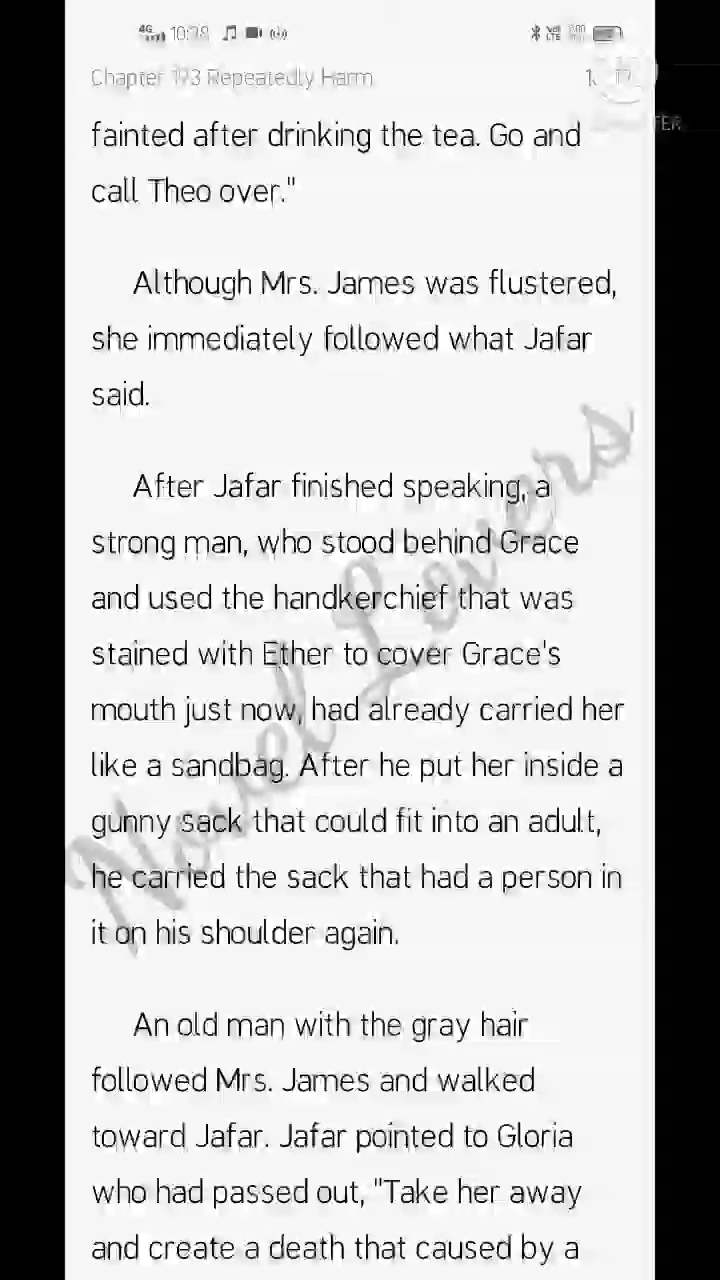 4G 10:38
Chapter 193 Repeatedly Harm
fainted after drinking the tea. Go and
call Theo over."
Although Mrs. James was flustered,
she immediately followed what Jafar
said.
After Jafar finished speaking, a
strong man, who stood behind Grace
and used the handkerchief that was
stained with Ether to cover Grace's
mouth just now, had already carried her
like a sandbag. After he put her inside a
gunny sack that could fit into an adult,
he carried the sack that had a person in
it on his shoulder again.
An old man with the gray hair
followed Mrs. James and walked
toward Jafar. Jafar pointed to Gloria
who had passed out, "Take her away
and create a death that caused by a
Novel Lovers